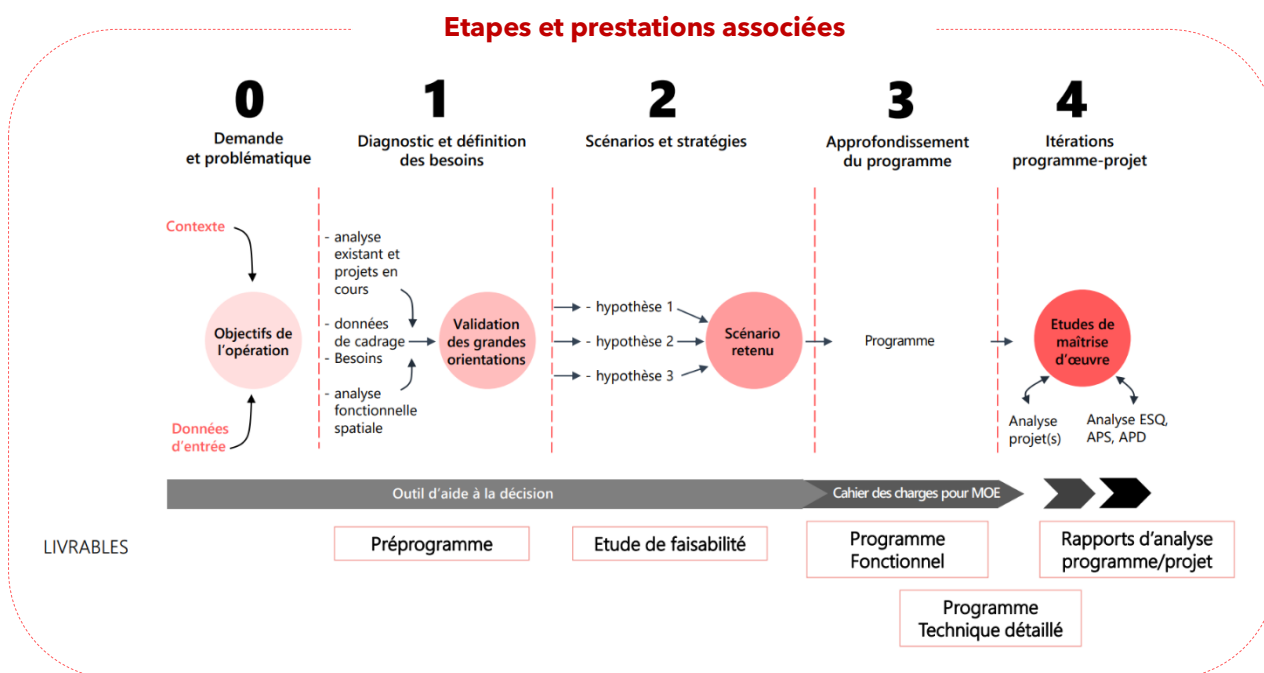 Etapes et prestations associées
0
Demande
et problématique
1
Diagnostic et définition
des besoins
2
Scénarios et stratégies
3
Approfondissement
du programme
4
Itérations
programme-projet
Contexte
Objectifs de
l'opération
Données
d'entrée
- analyse
existant et
projets en
cours
- données
de cadrage
- Besoins
- analyse
fonctionnelle
spatiale
Validation
des grandes
orientations
- hypothèse 1
- hypothèse 2
- hypothèse 3
Scénario
retenu
Programme
Etudes de
maîtrise
d'œuvre
Analyse
projet(s)
Analyse ESQ,
APS, APD
Outil d'aide à la décision
Cahier des charges pour MOE
LIVRABLES
Préprogramme
Etude de faisabilité
Programme
Fonctionnel
Programme
Technique détaillé
Rapports d'analyse
programme/projet